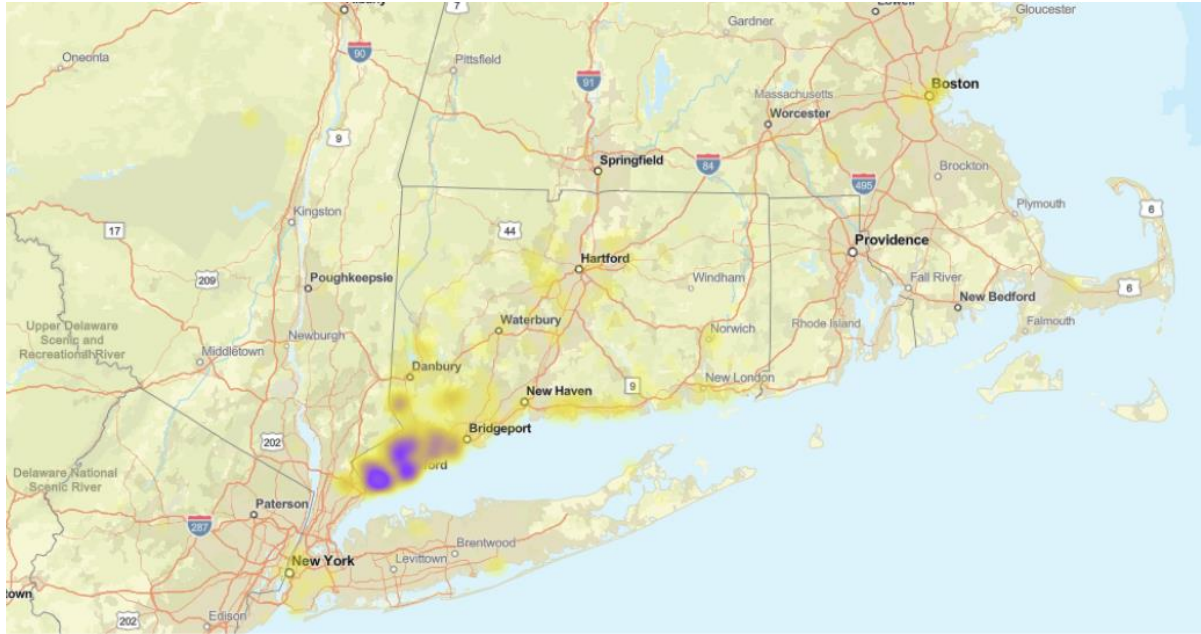 7
Gardner
Gloucester
90
Oneonta
Pittsfield
91
Boston
Massachusetts
Worcester
9
Springfield
84
Brockton
495
Kingston
Plymouth
6
17
44
Providence
Hartford
Poughkeepsie
209
Windham
Fall River
6
New Bedford
Upper Delaware
Scenic and
Recreational River
Newburgh
Waterbury
Norwich
Rhode Island
Falmouth
Middletown
Danbury
New London
New Haven
9
Bridgeport
202
Delaware National
Scenic River
Paterson
287
Brentwood
New York
Levittown
202
Edison